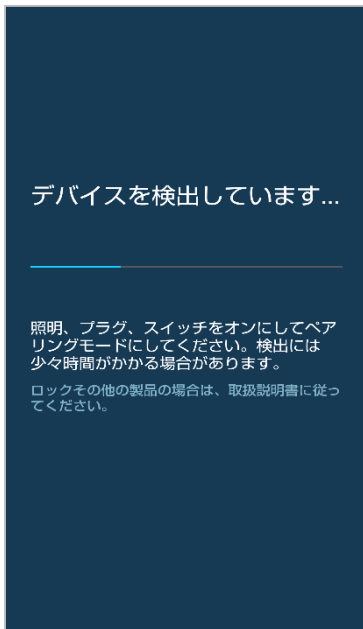 デバイスを検出しています...
照明、プラグ、スイッチをオンにしてペア
リングモードにしてください。検出には
少々時間がかかる場合があります。
ロックその他の製品の場合は、取扱説明書に従っ
てください。